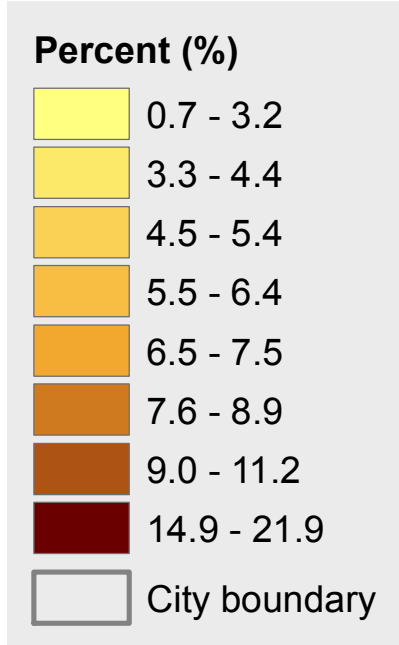 Percent (%)
0.7 - 3.2
3.3 - 4.4
4.5 - 5.4
5.5 - 6.4
6.5 - 7.5
7.6 - 8.9
9.0 - 11.2
14.9 - 21.9
City boundary